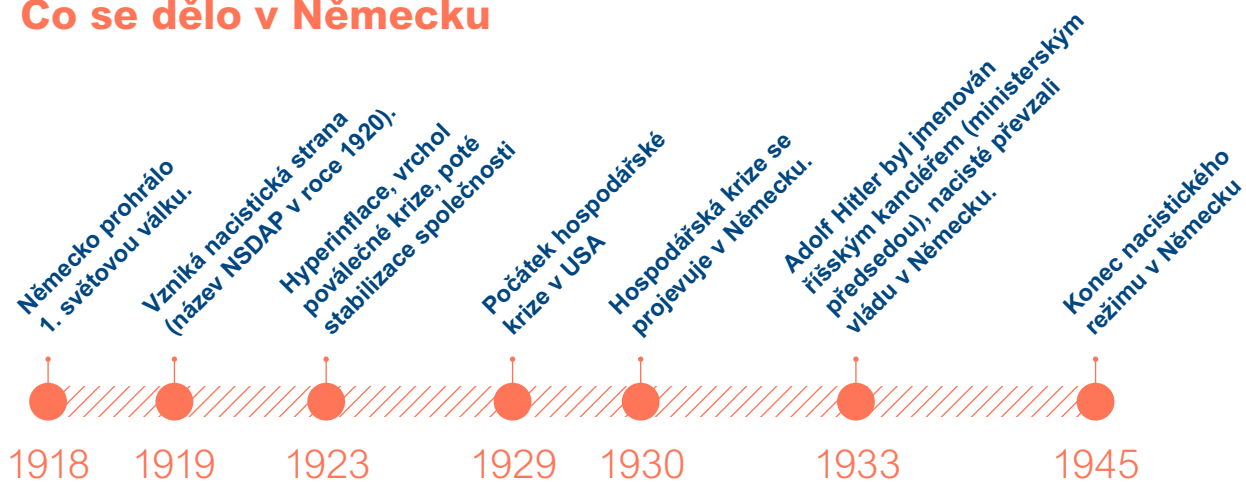 Co se dělo v Německu
Německo prohrálo
1. světovou válku.
Vzniká nacistická strana
(název NSDAP v roce 1920).
Hyperinflace, vrchol
poválečné krize, poté
stabilizace společnosti
Počátek hospodářské
krize v USA
Hospodářská krize se
projevuje v Německu.
Adolf Hitler byl jmenován
říšským kancléřem (ministerským
předsedou), nacisté převzali
vládu v Německu.
Konec nacistického
režimu v Německu
1918
1919
1923
1929
1930
1933
1945